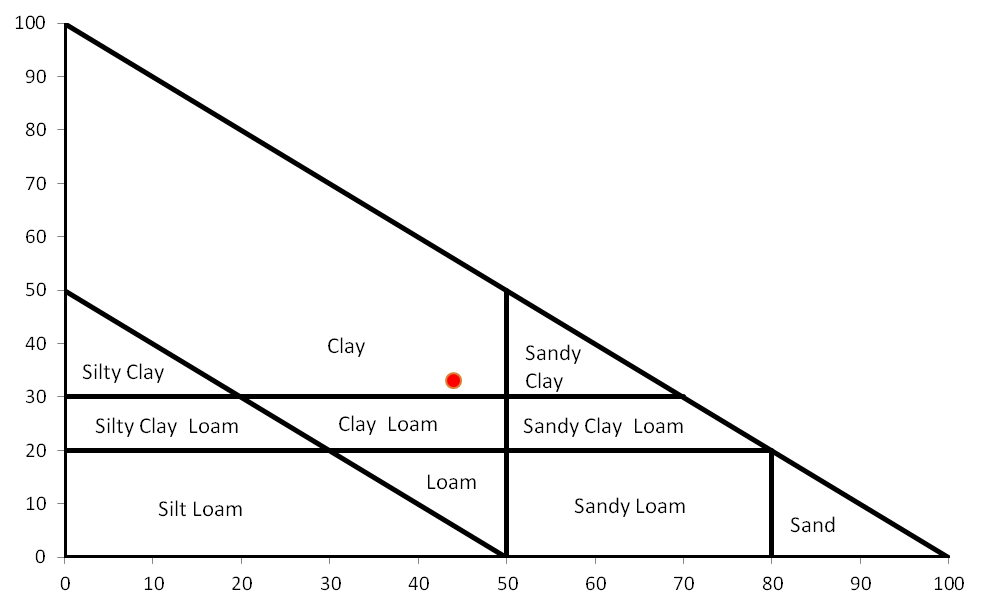 100
90
80
70
60
50
40
30
20
10
0
Clay
Sandy
Clay
Silty Clay
Silty Clay Loam
Clay Loam
Sandy Clay Loam
Loam
Silt Loam
Sandy Loam
Sand
0 10 20 30 40 50 60 70 80 90 100